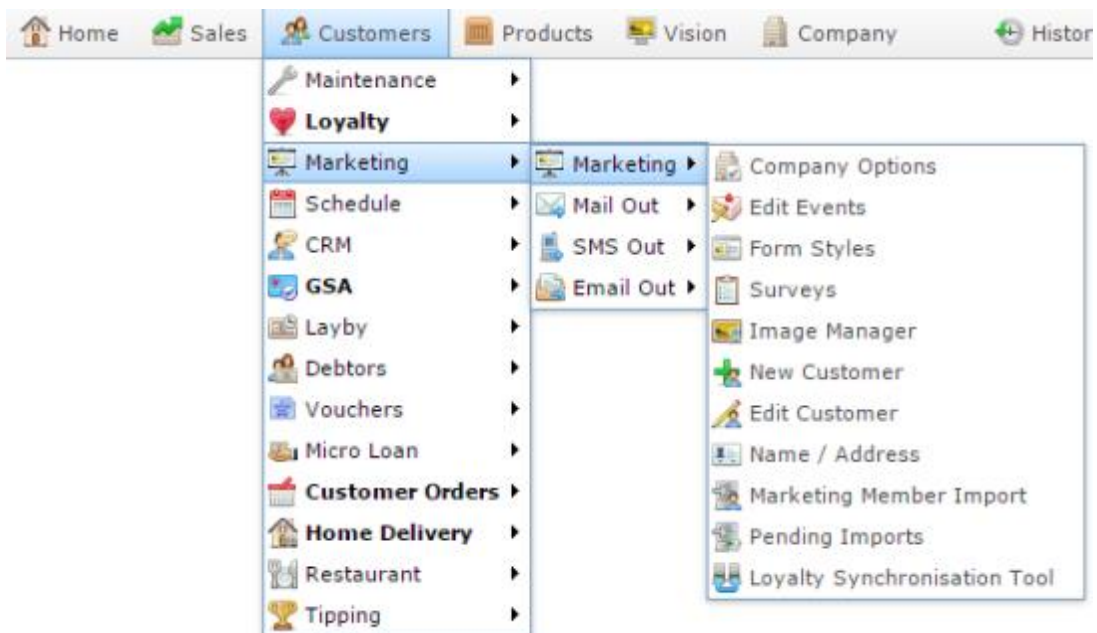 Home Sales Customers Products Vision Company Histor
Maintenance
Loyalty
Marketing
Schedule
CRM
GSA
Layby
Debtors
Vouchers
Micro Loan
Customer Orders
Home Delivery
Restaurant
Tipping
Marketing
Mail Out
SMS Out
Email Out
Company Options
Edit Events
Form Styles
Surveys
Image Manager
New Customer
Edit Customer
Name / Address
Marketing Member Import
Pending Imports
Loyalty Synchronisation Tool